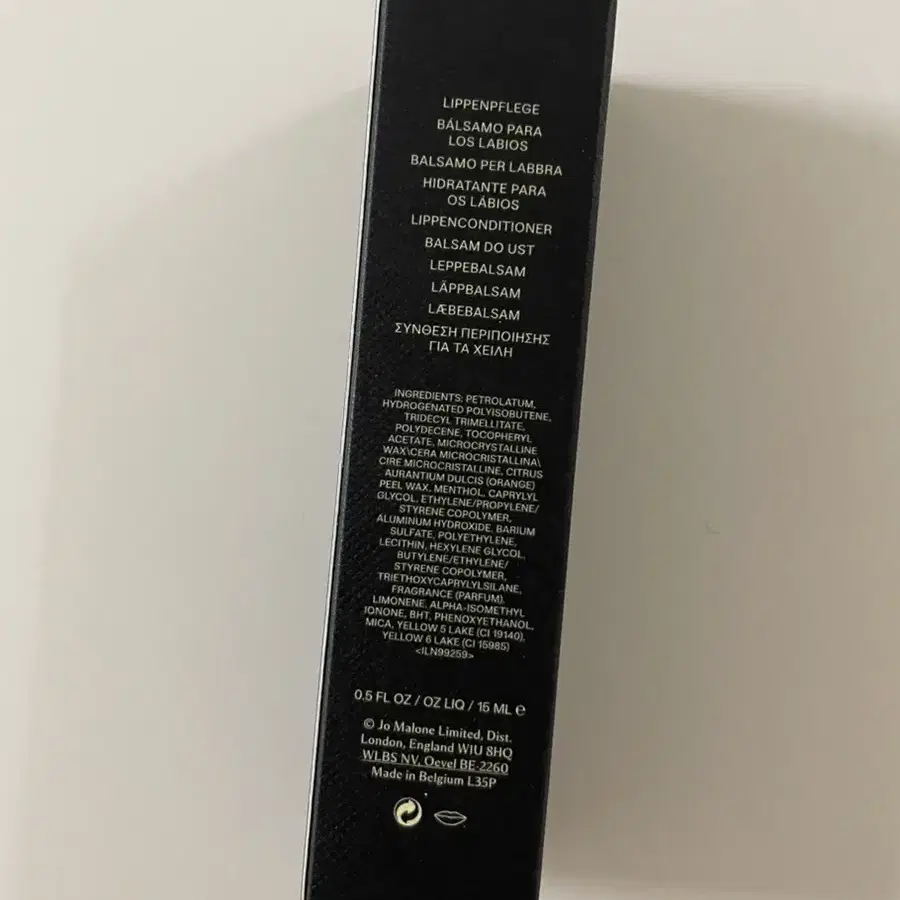 LIPPENPFLEGE
BÁLSAMO PARA
LOS LABIOS
BALSAMO PER LABBRA
HIDRATANTE PARA
OS LÁBIOS
LIPPENCONDITIONER
BALSAM DO UST
LEPPEBALSAM
LÄPPBALSAM
LÆBEBALSAM
ΣΥΝΘΕΣΗ ΠΕΡΙΠΟΙΗΣΗΣ
ΓΙΑ ΤΑ ΧΕΙΛΗ
INGREDIENTS: PETROLATUM,
HYDROGENATED POLYISOBUTENE,
TRIDECYL TRIMELLITATE,
POLYDECENE, TOCOPHERYL
ACETATE, MICROCRYSTALLINE
WAX\CERA MICROCRISTALLINA\
CIRE MICROCRISTALLINE, CITRUS
AURANTIUM DULCIS (ORANGE)
PEEL WAX, MENTHOL, CAPRYLYL
GLYCOL, ETHYLENE/PROPYLENE/
STYRENE COPOLYMER,
ALUMINUM HYDROXIDE, BARIUM
SULFATE, POLYETHYLENE,
LECITHIN, HEXYLENE GLYCOL,
BUTYLENE/ETHYLENE/
STYRENE COPOLYMER,
TRIETHOXYCAPRYLYLSILANE,
FRAGRANCE (PARFUM),
LIMONENE, ALPHA-ISOMETHYL
IONONE, BHT, PHENOXYETHANOL,
MICA, YELLOW 5 LAKE (CI 19140),
YELLOW 6 LAKE (CI 15985)
<ILN99259>
0.5 FL OZ / OZ LIQ / 15 ML ℮
© Jo Malone Limited, Dist.
London, England W1U 8HQ
WLBS NV, Oevel BE-2260
Made in Belgium L35P